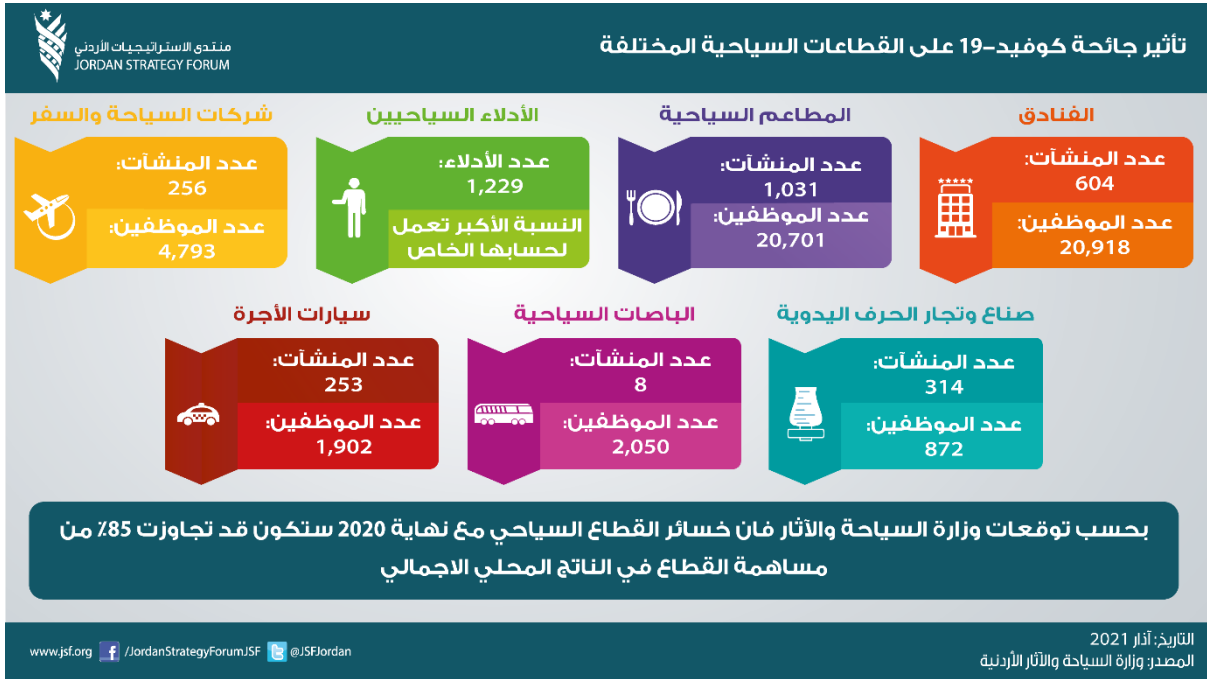 منتدى الاستراتيجيات الأردني
JORDAN STRATEGY FORUM
تأثير جائحة كوفيد-19 على القطاعات السياحية المختلفة
الفنادق
عدد المنشآت:
604
عدد الموظفين:
20,918
المطاعم السياحية
عدد المنشآت:
1,031
عدد الموظفين:
20,701
الأدلاء السياحيين
عدد الأدلاء:
1,229
النسبة الأكبر تعمل
لحسابها الخاص
شركات السياحة والسفر
عدد المنشآت:
256
عدد الموظفين:
4,793
صناع وتجار الحرف اليدوية
عدد المنشآت:
314
عدد الموظفين:
872
الباصات السياحية
عدد المنشآت:
8
عدد الموظفين:
2,050
سيارات الأجرة
عدد المنشآت:
253
عدد الموظفين:
1,902
بحسب توقعات وزارة السياحة والآثار فان خسائر القطاع السياحي مع نهاية 2020 ستكون قد تجاوزت 85٪ من
مساهمة القطاع في الناتج المحلي الاجمالي
التاريخ: آذار 2021
المصدر: وزارة السياحة والآثار الأردنية
www.jsf.org f /JordanStrategyForumJSF @JSFJordan